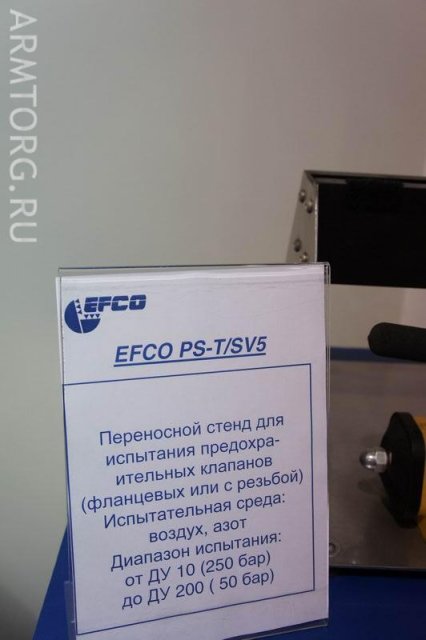 ARMTORG.RU
EFCO
EFCO PS-T/SV5
Переносной стенд для
испытания предохра-
ительных клапанов
(фланцевых или с резьбой)
Испытательная среда:
воздух, азот
Диапазон испытания:
от ДУ 10 (250 бар)
до ДУ 200 ( 50 бар)